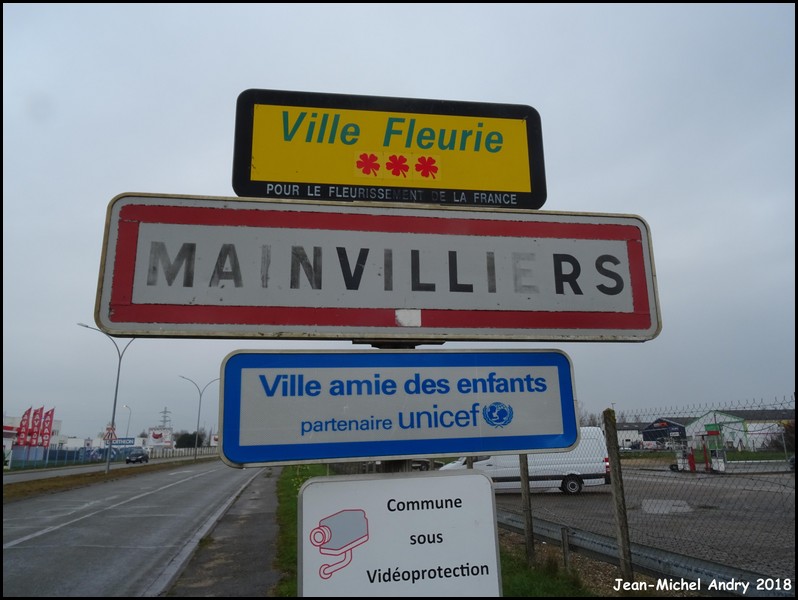 Ville Fleurie
POUR LE FLEURISSEMENT DE LA FRANCE
MAINVILLIERS
Ville amie des enfants
partenaire unicef
Commune
sous
Vidéoprotection
Jean-Michel Andry 2018